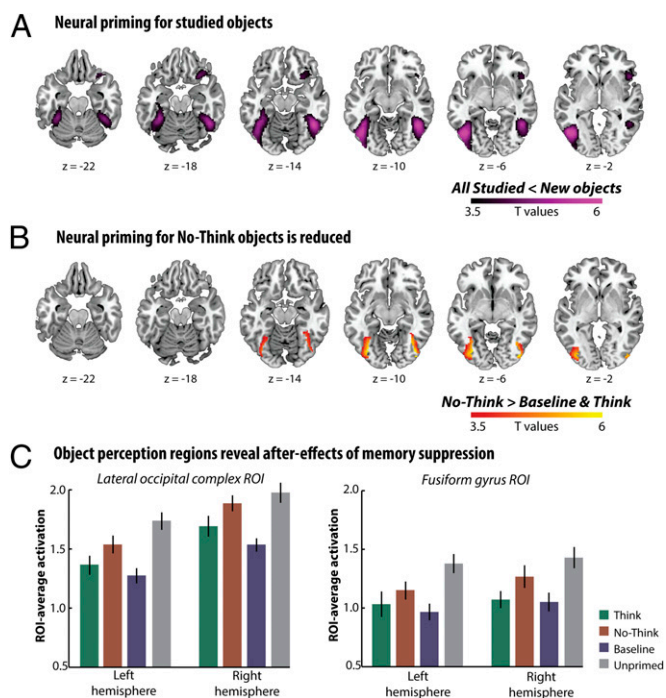 A
Neural priming for studied objects
z = -22
z = -18
z = -14
z = -10
z = -6
z = -2
All Studied < New objects
3.5 T values 6
B
Neural priming for No-Think objects is reduced
z = -22
z = -18
z = -14
z = -10
z = -6
z = -2
No-Think > Baseline & Think
3.5 T values 6
C
Object perception regions reveal after-effects of memory suppression
Lateral occipital complex ROI
ROI-average activation
2.0
1.5
1.0
0.5
Left hemisphere
Right hemisphere
Fusiform gyrus ROI
ROI-average activation
2.0
1.5
1.0
0.5
Left hemisphere
Right hemisphere
Think
No-Think
Baseline
Unprimed